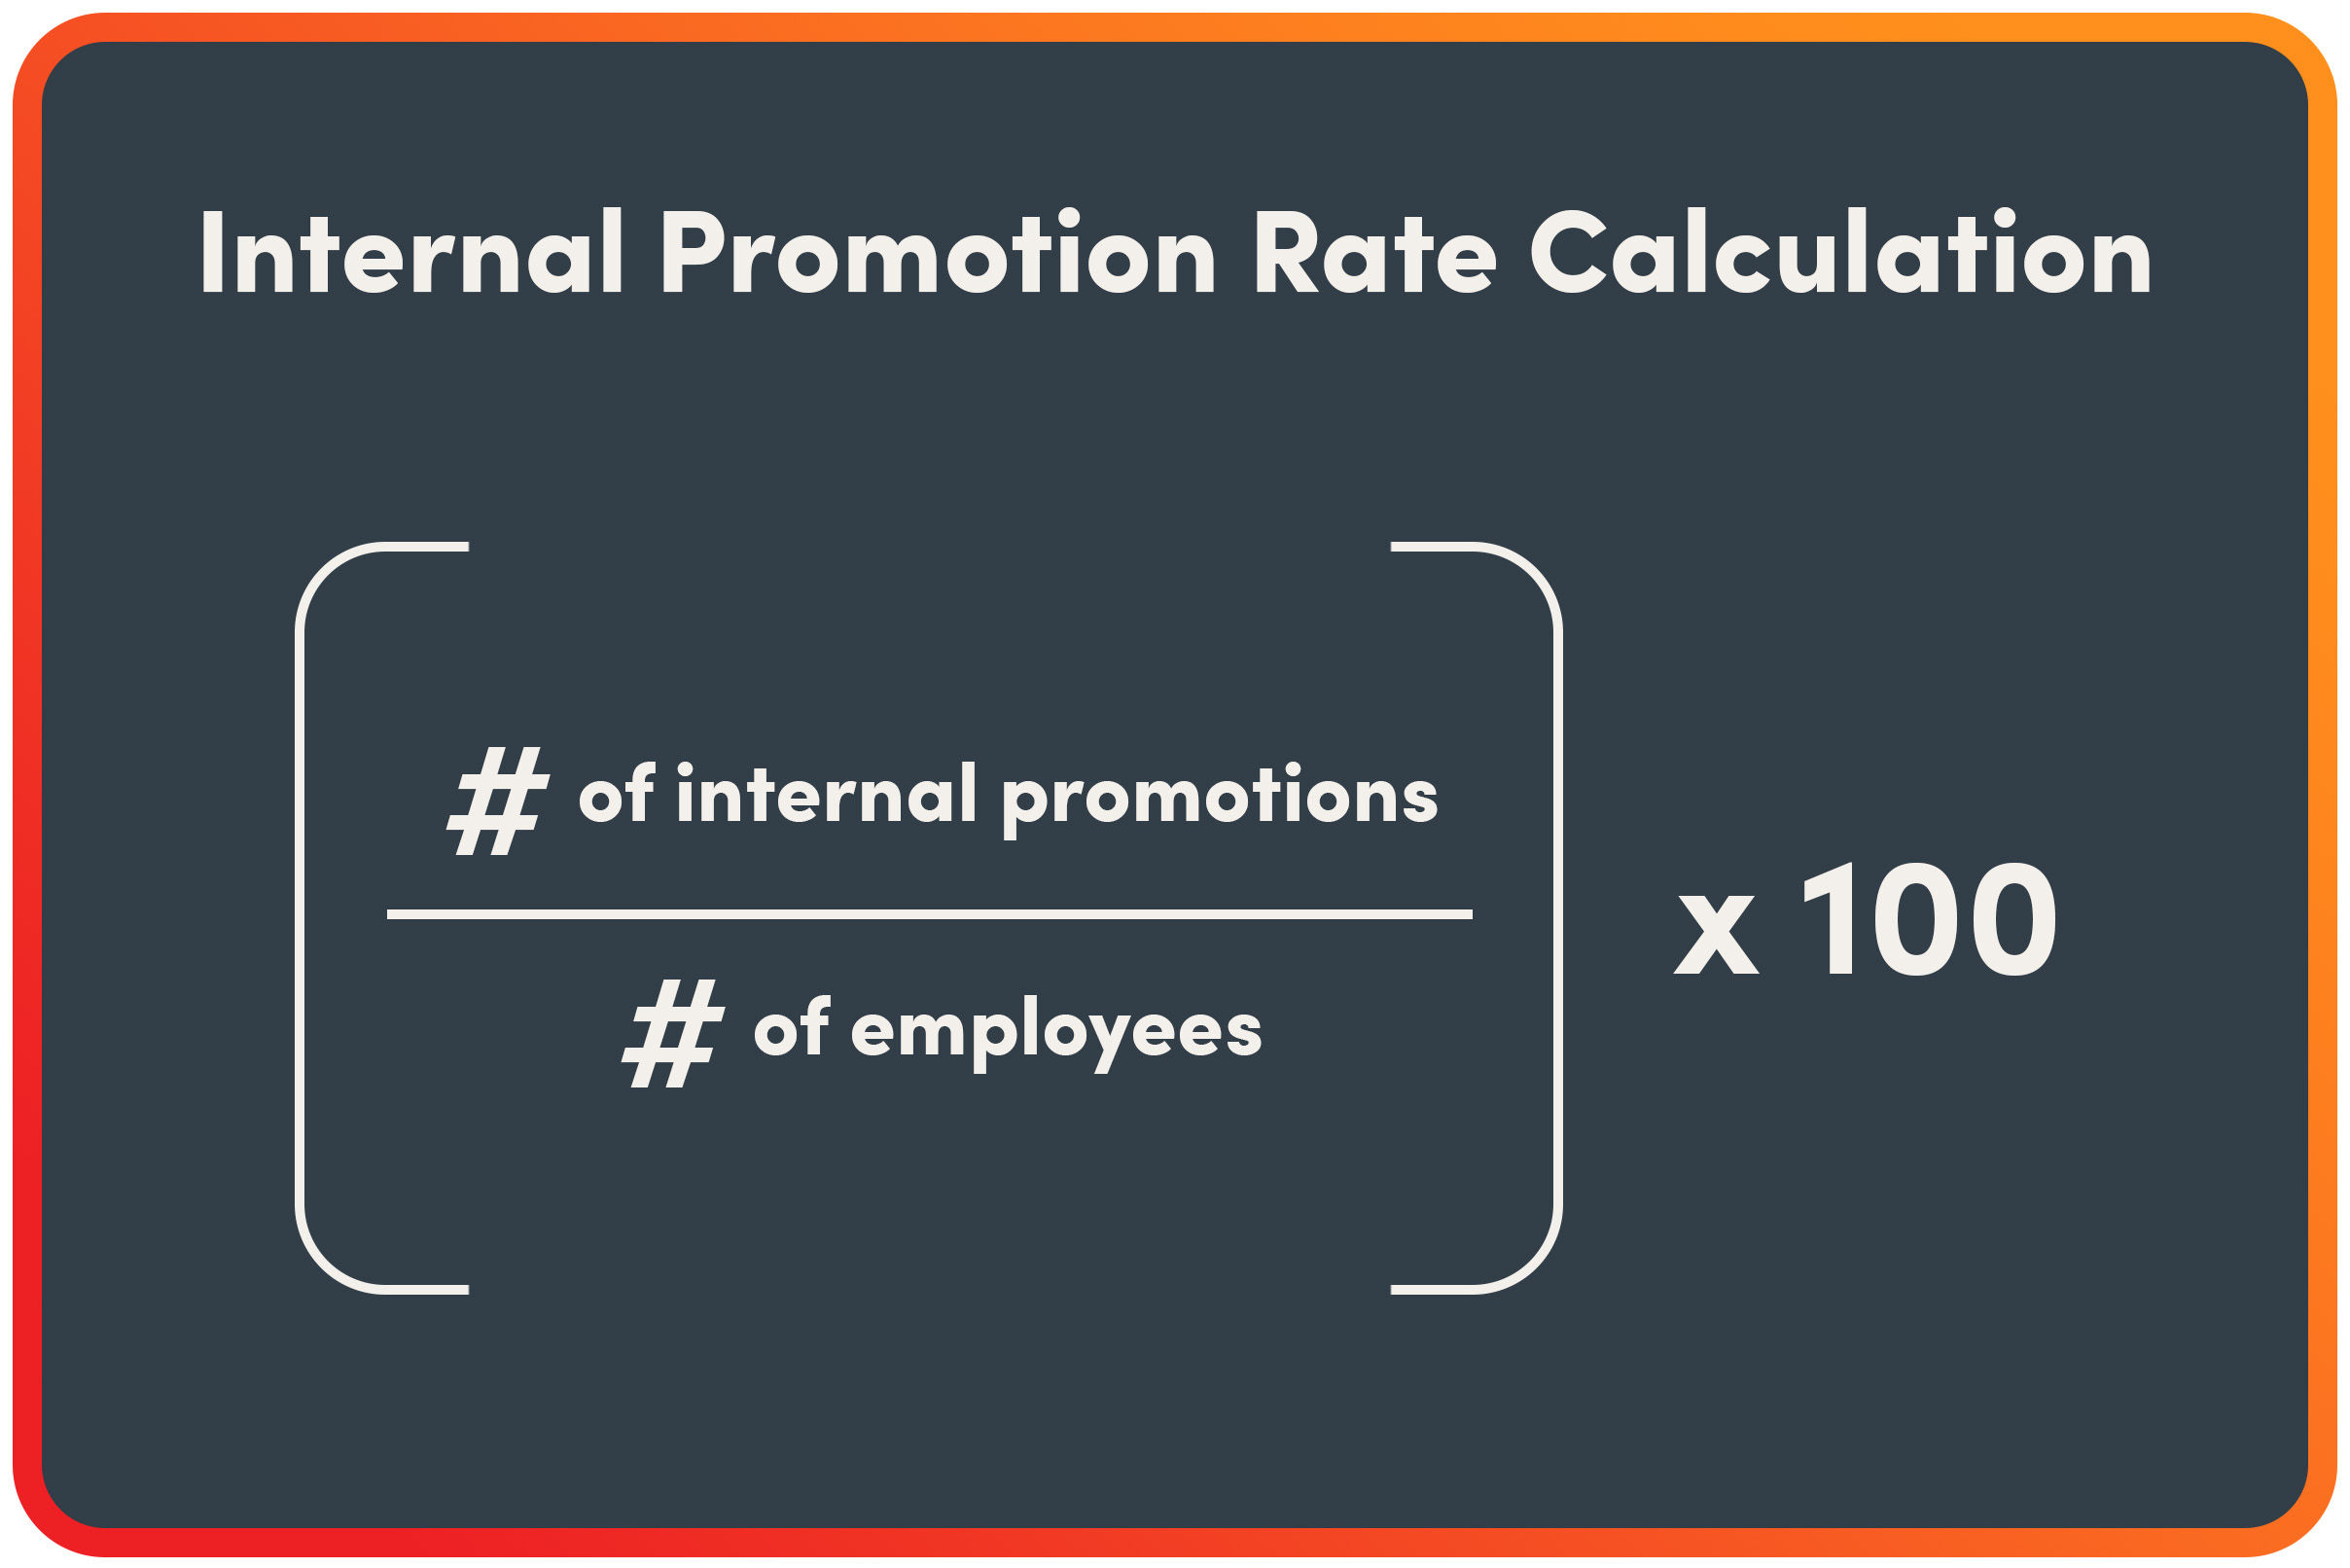 Internal Promotion Rate Calculation
# of internal promotions
# of employees
x 100